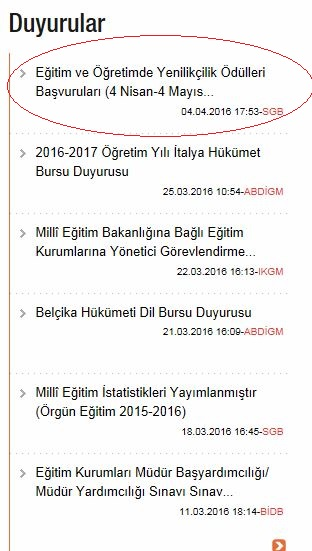 Duyurular
Eğitim ve Öğretimde Yenilikçilik Ödülleri
Başvuruları (4 Nisan-4 Mayıs...
04.04.2016 17:53-SGB
2016-2017 Öğretim Yılı İtalya Hükümet
Bursu Duyurusu
25.03.2016 10:54-ABDİGM
Millî Eğitim Bakanlığına Bağlı Eğitim
Kurumlarına Yönetici Görevlendirme...
22.03.2016 16:13-IKGM
Belçika Hükümeti Dil Bursu Duyurusu
21.03.2016 16:09-ABDİGM
Millî Eğitim İstatistikleri Yayımlanmıştır
(Örgün Eğitim 2015-2016)
18.03.2016 16:45-SGB
Eğitim Kurumları Müdür Başyardımcılığı/
Müdür Yardımcılığı Sınavı Sınav...
11.03.2016 18:14-BİDB